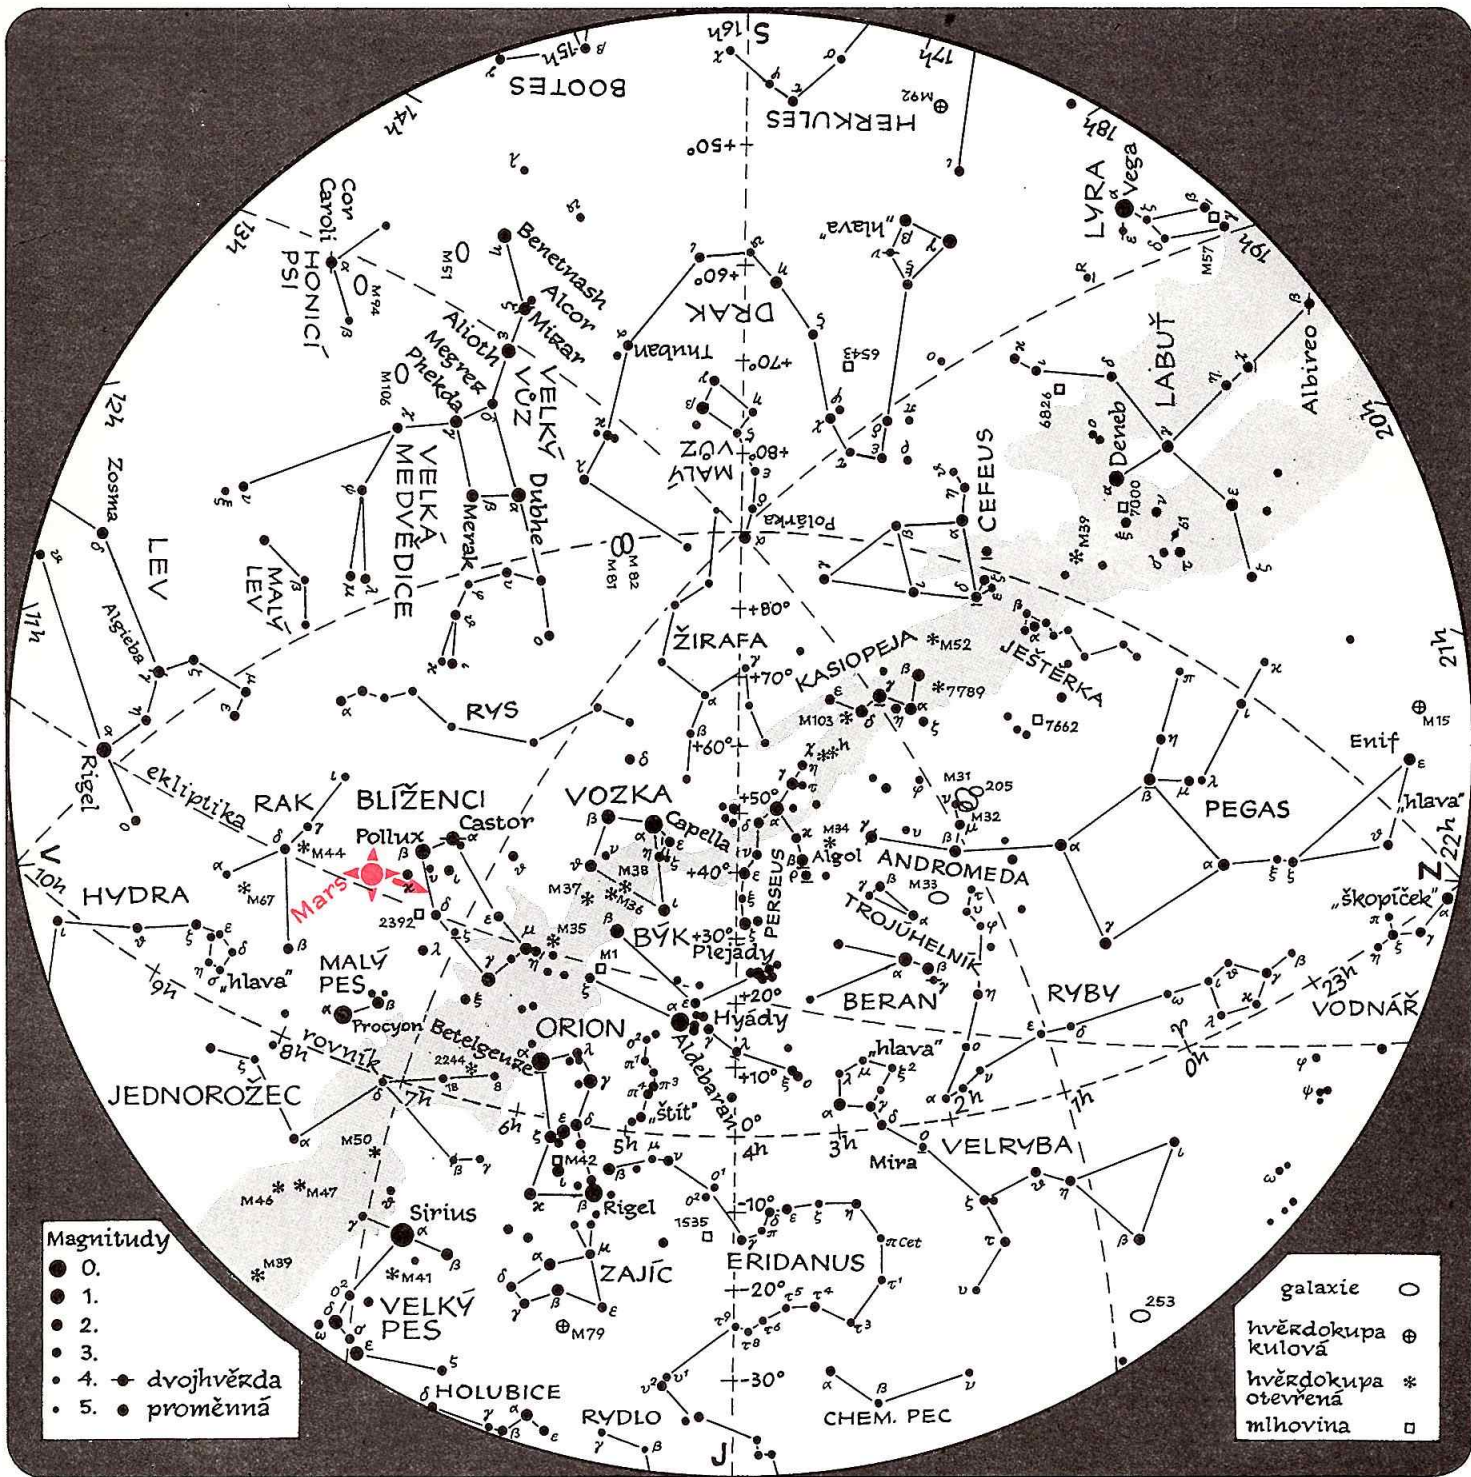 S
16h
15h
17h
14h
18h
13h
19h
12h
20h
11h
21h
10h
22h
9h
23h
8h
0h
7h
1h
6h
2h
5h
3h
4h
BOOTES
HERKULES
M92
+50°
LYRA
Vega
M57
Cor
Caroli
HONICÍ
PSI
M94
M51
Benetnash
Alcor
Mizar
Alioth
Megrez
Phekda
VELKÝ
VŮZ
M106
+60°
DRAK
Thuban
"hlava"
+70°
6543
LABUŤ
Albireo
6826
Deneb
7000
61
M39
MALÝ
VŮZ
+80°
Polárka
CEFEUS
Zosma
LEV
MALÝ
LEV
VELKÁ
MEDVĚDICE
Dubhe
Merak
M81
M82
Algieba
+80°
ŽIRAFA
+70°
KASIOPEJA
M52
JEŠTĚRKA
7789
M103
7662
M15
Enif
RYS
+60°
Rigel
ekliptika
RAK
BLÍŽENCI
Castor
Pollux
VOZKA
Capella
+50°
χ h
M31
205
M32
PEGAS
"hlava"
V
M44
M67
Mars
M38
M37
M36
M34
Algol
+40°
PERSEUS
ANDROMEDA
M33
TROJÚHELNÍK
Z
"škopíček"
HYDRA
2392
M35
BÝK
+30°
Plejády
M1
"hlava"
MALÝ
PES
Procyon
+20°
Hyády
BERAN
RYBY
VODNÁŘ
Betelgeuze
ORION
rovník
2244
18
8
Aldebaran
+10°
"hlava"
JEDNOROŽEC
"štít"
0°
M50
M42
Mira
VELRYBA
M46
M47
Sirius
Rigel
-10°
1535
M39
M41
ZAJÍC
ERIDANUS
π Cet
VELKÝ
PES
M79
-20°
253
-30°
HOLUBICE
RYDLO
CHEM. PEC
J
Magnitudy
0.
1.
2.
3.
4. dvojhvězda
5. proměnná
galaxie
hvězdokupa
kulová
hvězdokupa
otevřená
mlhovina